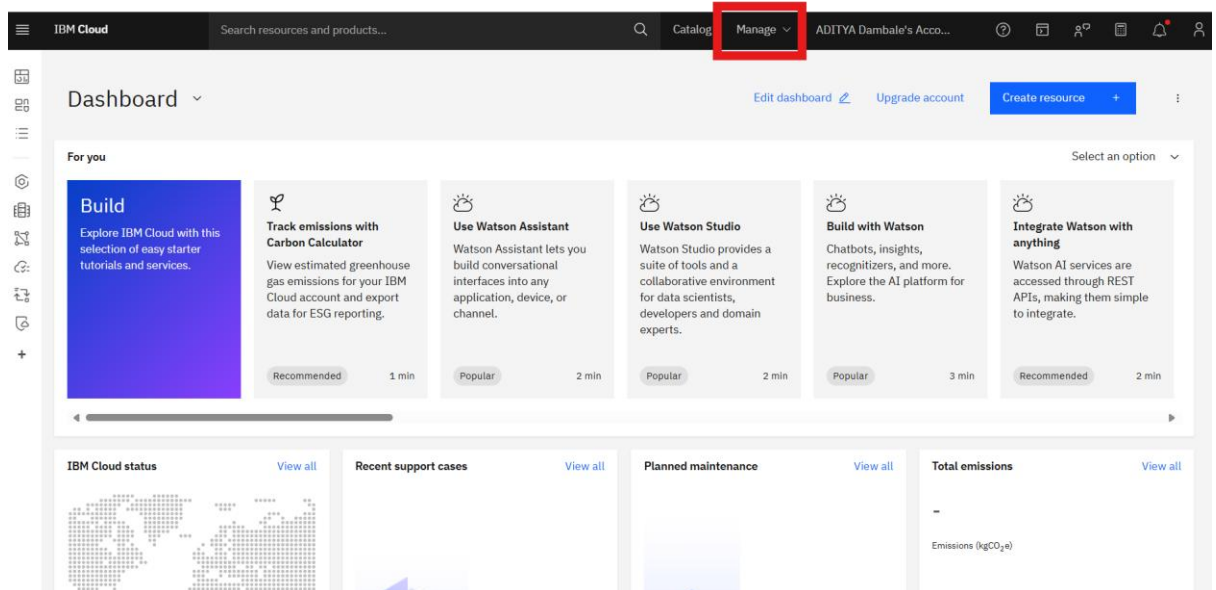 IBM Cloud
Search resources and products...
Catalog
Manage
ADITYA Dambale's Acco...
Dashboard
Edit dashboard
Upgrade account
Create resource +
For you
Select an option
Build
Explore IBM Cloud with this
selection of easy starter
tutorials and services.
Track emissions with
Carbon Calculator
View estimated greenhouse
gas emissions for your IBM
Cloud account and export
data for ESG reporting.
Recommended
1 min
Use Watson Assistant
Watson Assistant lets you
build conversational
interfaces into any
application, device, or
channel.
Popular
2 min
Use Watson Studio
Watson Studio provides a
suite of tools and a
collaborative environment
for data scientists,
developers and domain
experts.
Popular
2 min
Build with Watson
Chatbots, insights,
recognitizers, and more.
Explore the AI platform for
business.
Popular
3 min
Integrate Watson with
anything
Watson AI services are
accessed through REST
APIs, making them simple
to integrate.
Recommended
2 min
IBM Cloud status
View all
Recent support cases
View all
Planned maintenance
View all
Total emissions
View all
-
Emissions (kgCO₂e)